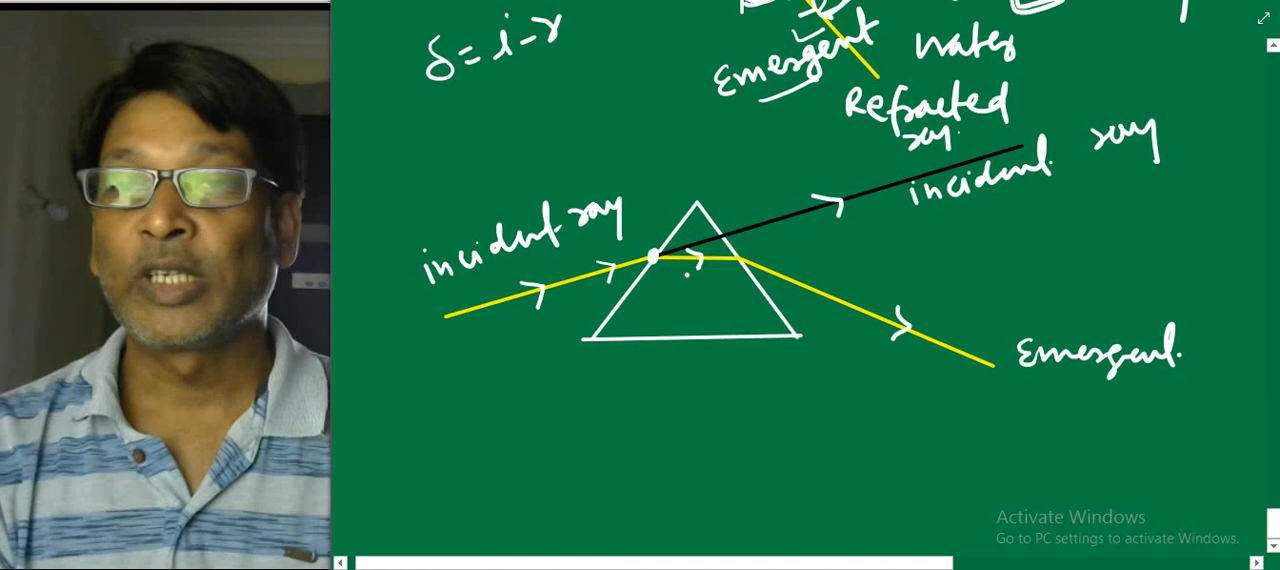 δ = i - r
Emergent
water
Refracted
ray.
incident ray
incident ray
Emergent.
Activate Windows
Go to PC settings to activate Windows.